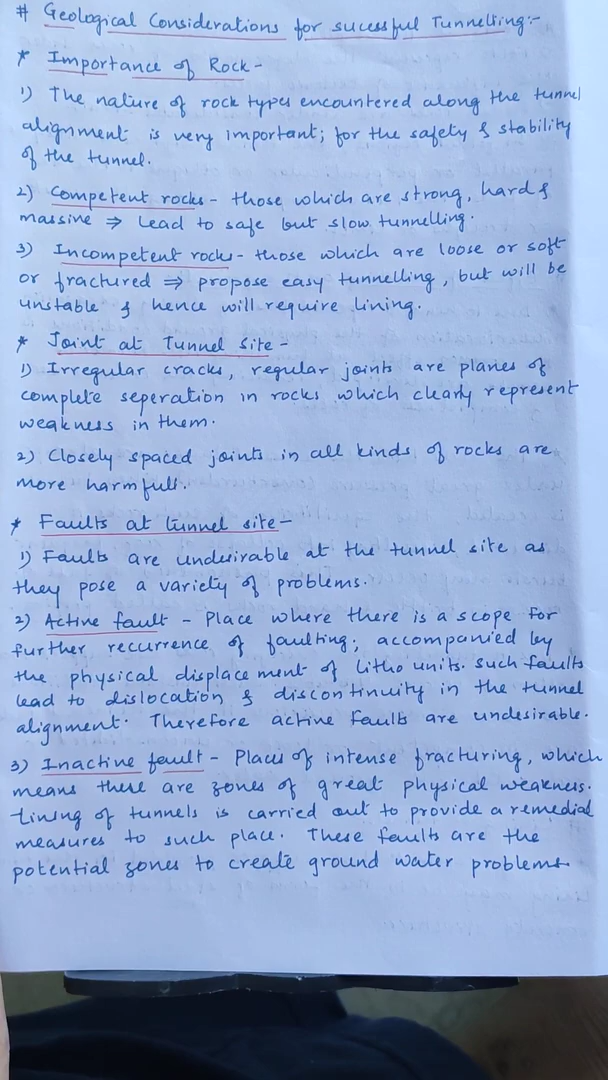 # Geological Considerations for sucessful Tunnelling:-
* Importance of Rock -
1) The nature of rock types encountered along the tunnel
alignment is very important; for the safety & stability
of the tunnel.
2) Competent rocks - those which are strong, hard &
massive ⇒ Lead to safe but slow tunnelling.
3) Incompetent rocks - those which are loose or soft
or fractured ⇒ propose easy tunnelling, but will be
unstable & hence will require lining.
* Joint at Tunnel Site -
1) Irregular cracks, regular joints are planes of
complete seperation in rocks which clearly represent
weakness in them.
2) Closely spaced joints in all kinds of rocks are
more harmfull.
* Faults at tunnel site -
1) Faults are undesirable at the tunnel site as
they pose a variety of problems.
2) Active fault - Place where there is a scope for
further recurrence of faulting; accompanied by
the physical displacement of litho units. Such faults
lead to dislocation & discontinuity in the tunnel
alignment. Therefore active faults are undesirable.
3) Inactive fault - Places of intense fracturing, which
means there are zones of great physical weakness.
Lining of tunnels is carried out to provide a remedial
measures to such place. These faults are the
potential zones to create ground water problems.